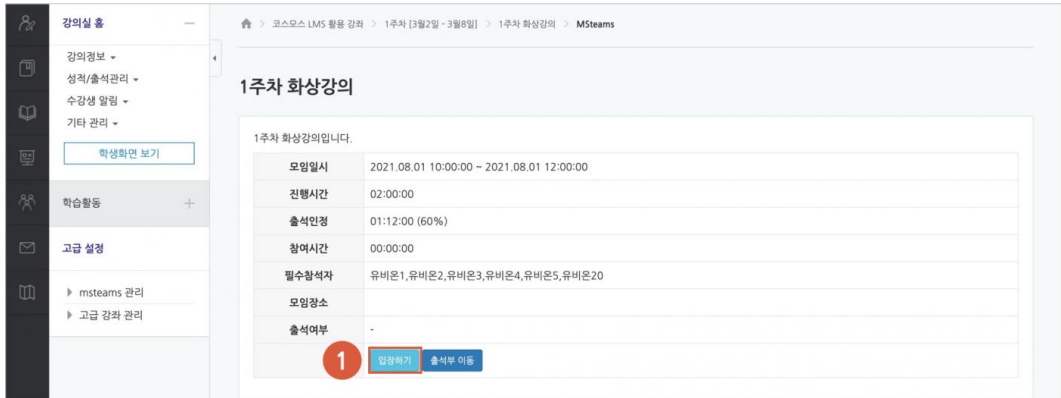 강의실 홈
강의정보
성적/출석관리
수강생 알림
기타 관리
학생화면 보기
학습활동
고급 설정
msteams 관리
고급 강좌 관리
코스모스 LMS 활용 강좌 > 1주차 [3월2일 - 3월8일] > 1주차 화상강의 > MSteams
1주차 화상강의
1주차 화상강의입니다.
모임일시 2021.08.01 10:00:00 ~ 2021.08.01 12:00:00
진행시간 02:00:00
출석인정 01:12:00 (60%)
참여시간 00:00:00
필수참석자 유비온1,유비온2,유비온3,유비온4,유비온5,유비온20
모임장소
출석여부 -
1 입장하기 출석부 이동